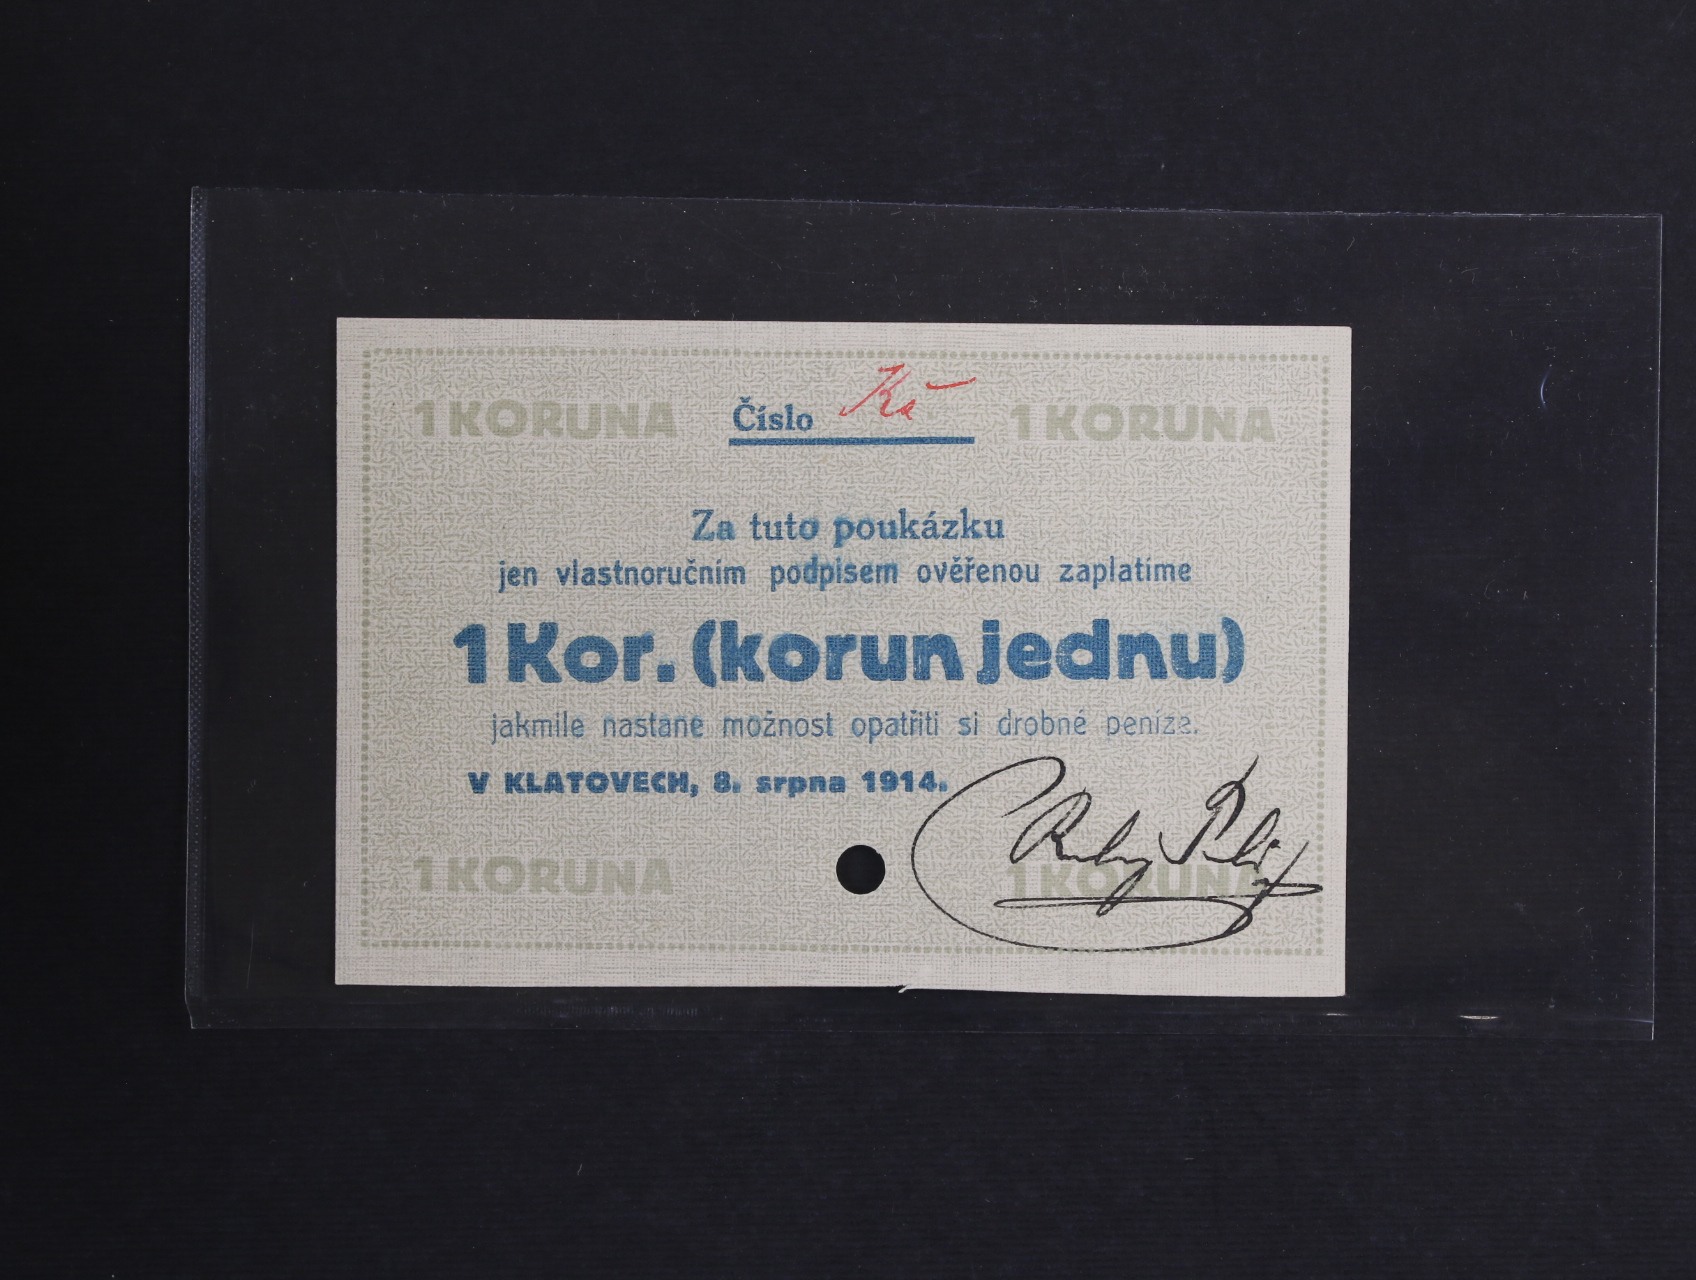 1 KORUNA Číslo 1 KORUNA
Za tuto poukázku
jen vlastnoručním podpisem ověřenou zaplatíme
1 Kor. (korun jednu)
jakmile nastane možnost opatřiti si drobné peníze.
V KLATOVECH, 8. srpna 1914.
1 KORUNA 1 KORUNA